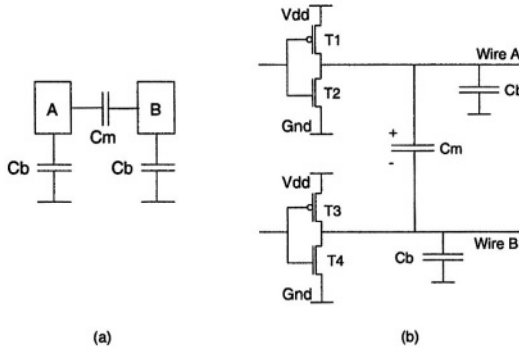 A
B
Cm
Cb
Cb
(a)
Vdd
T1
T2
Gnd
Wire A
Cb
+
-
Cm
Vdd
T3
T4
Gnd
Wire B
Cb
(b)